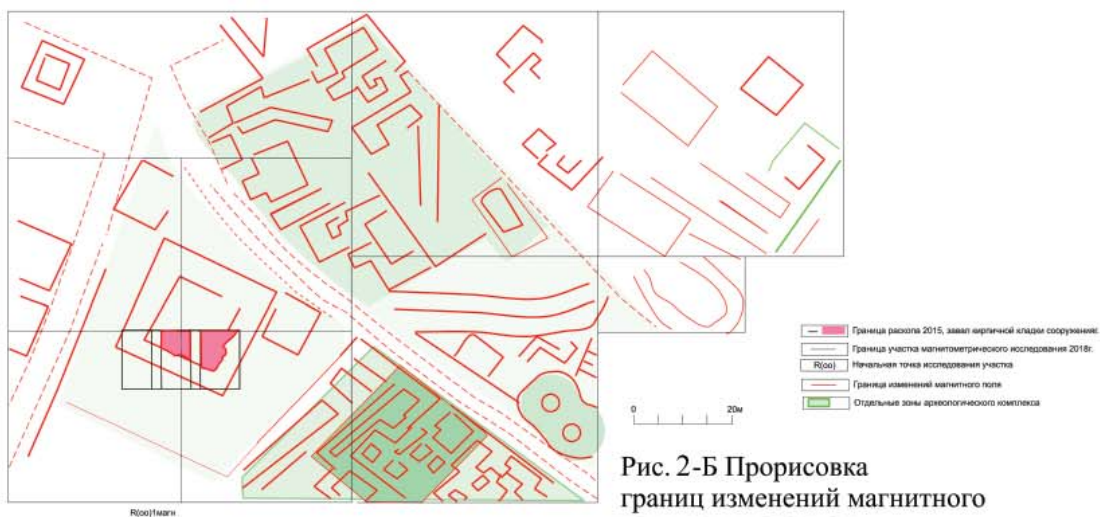 Граница раскопа 2015, завал кирпичной кладки сооружения.
Граница участка магнитометрического исследования 2018г.
R(oo) Начальная точка исследования участка
Граница изменений магнитного поля
Отдельные зоны археологического комплекса
0 20м
Рис. 2-Б Прорисовка
границ изменений магнитного
R(oo)1магн